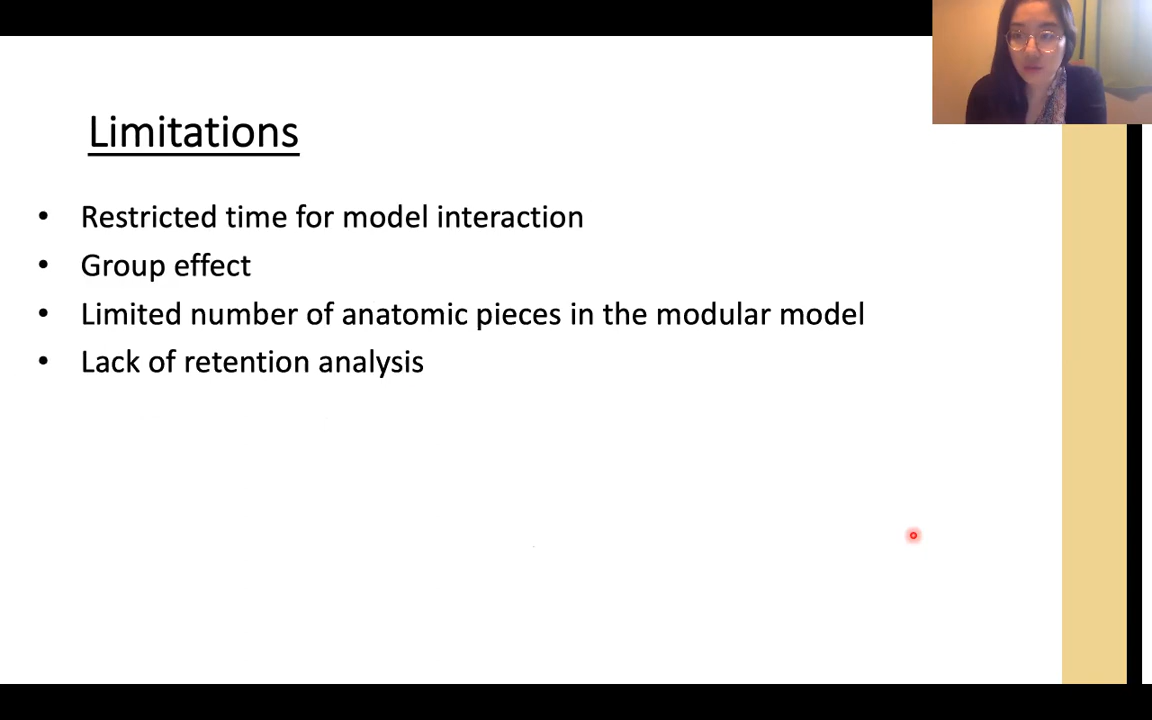 Limitations
• Restricted time for model interaction
• Group effect
• Limited number of anatomic pieces in the modular model
• Lack of retention analysis